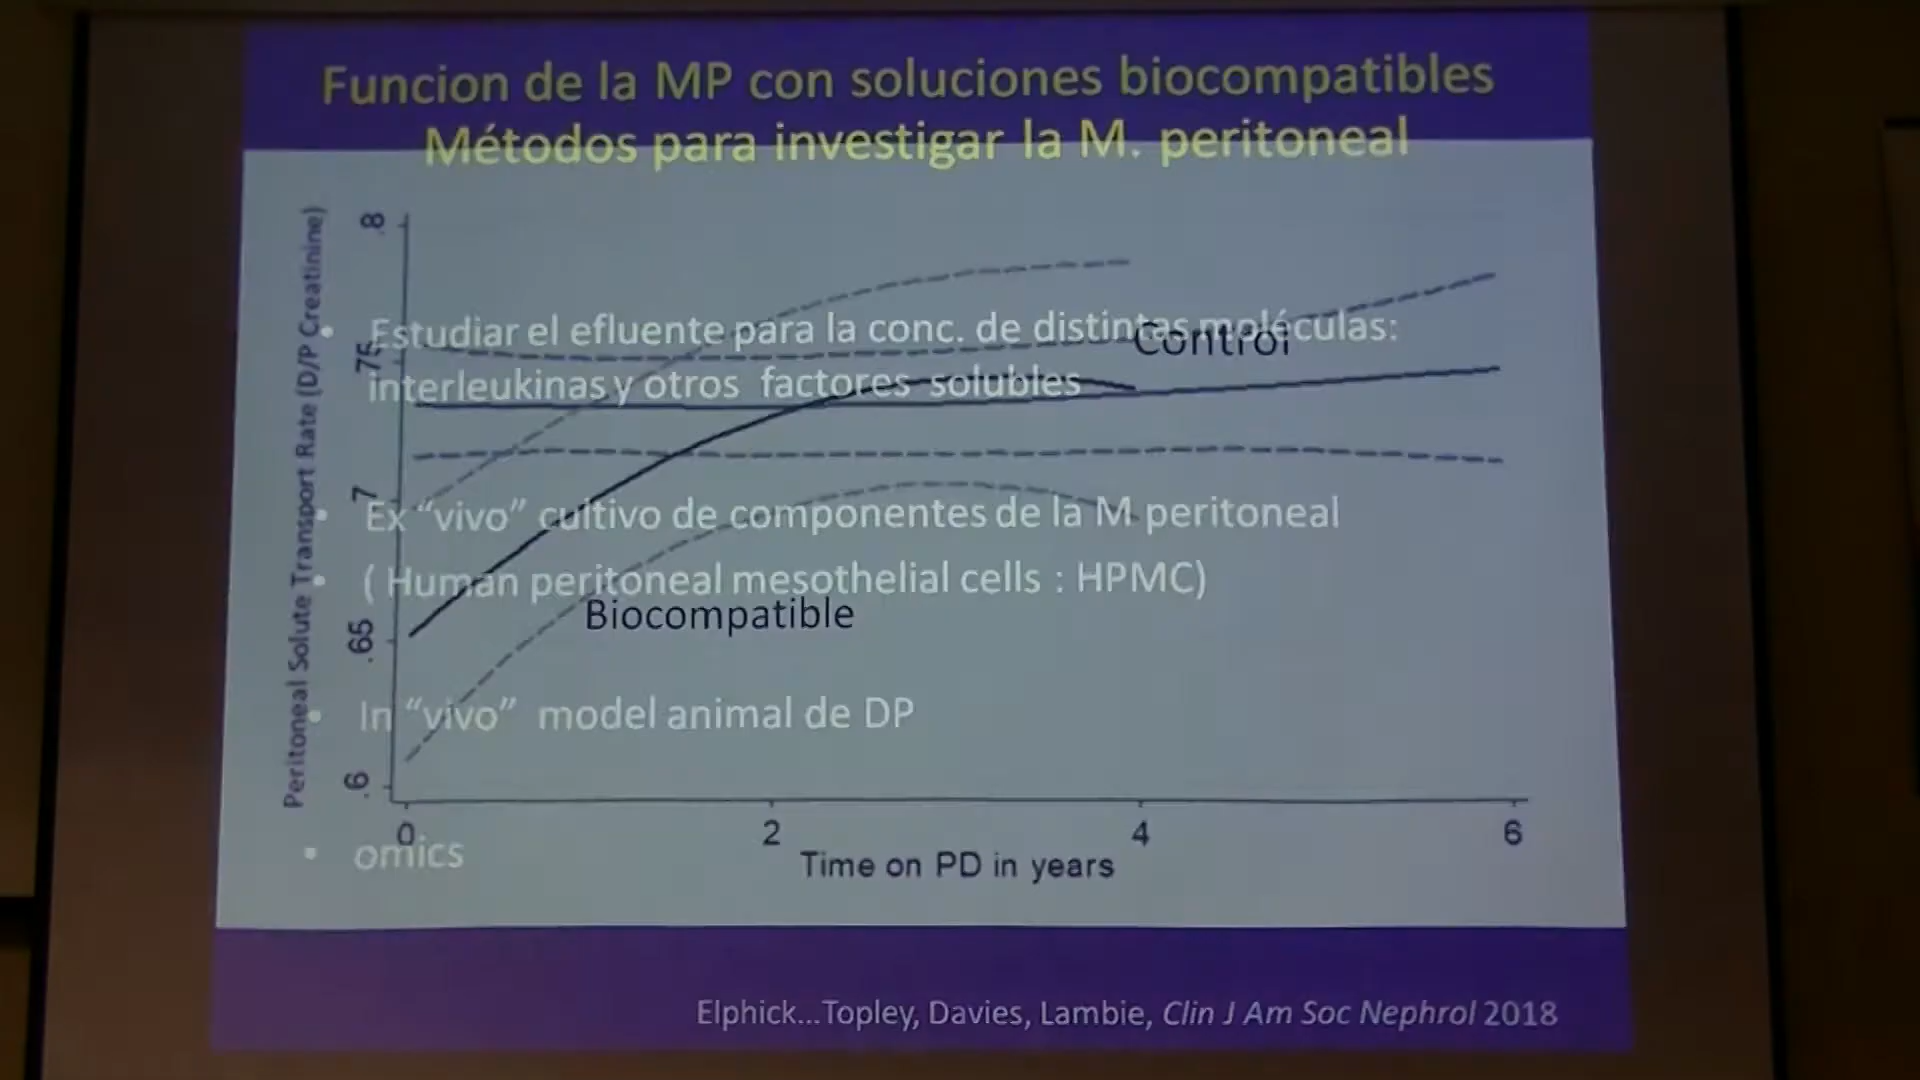 Funcion de la MP con soluciones biocompatibles
Métodos para investigar la M. peritoneal
Peritoneal Solute Transport Rate (D/P Creatinine)
.8
.75
.7
.65
.6
• Estudiar el efluente para la conc. de distintas moléculas:
interleukinas y otros factores solubles
Control
• Ex “vivo” cultivo de componentes de la M. peritoneal
• ( Human peritoneal mesothelial cells : HPMC)
Biocompatible
• In “vivo” model animal de DP
0 2 4 6
• omics
Time on PD in years
Elphick...Topley, Davies, Lambie, Clin J Am Soc Nephrol 2018